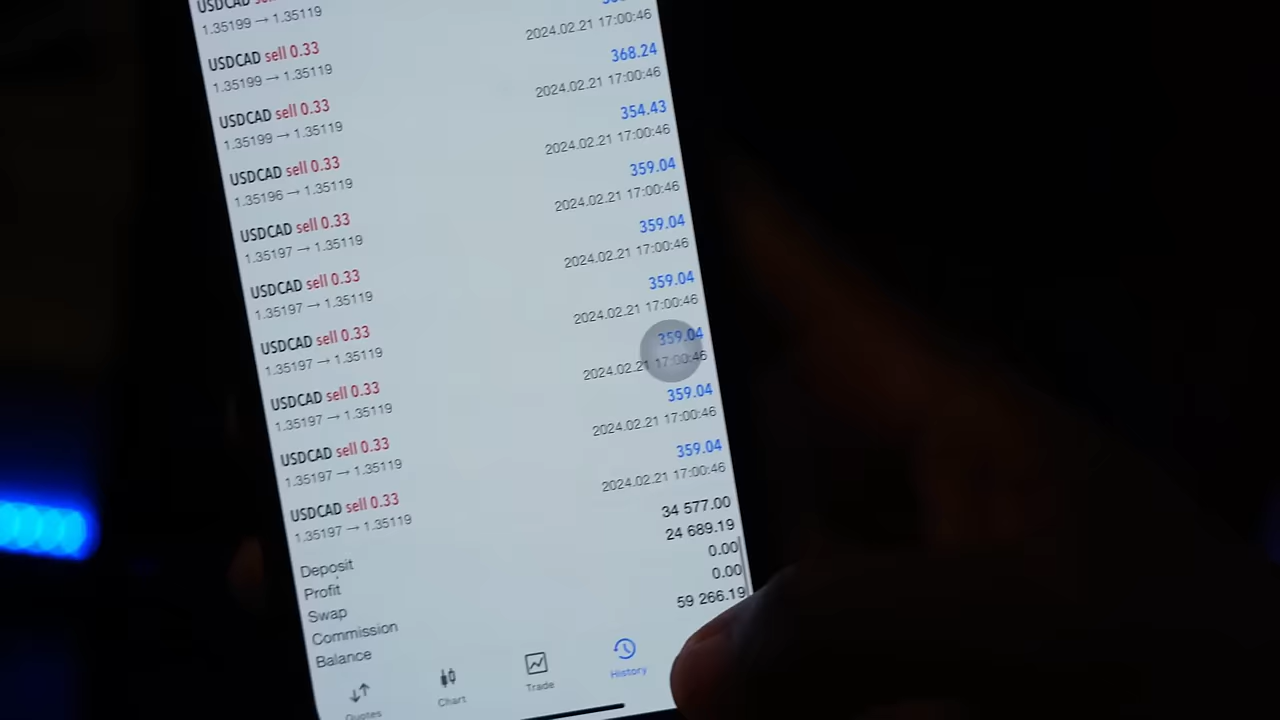 USDCAD
1.35199 → 1.35119
USDCAD sell 0.33
1.35199 → 1.35119 2024.02.21 17:00:46
USDCAD sell 0.33 368.24
1.35199 → 1.35119 2024.02.21 17:00:46
USDCAD sell 0.33 354.43
1.35196 → 1.35119 2024.02.21 17:00:46
USDCAD sell 0.33 359.04
1.35197 → 1.35119 2024.02.21 17:00:46
USDCAD sell 0.33 359.04
1.35197 → 1.35119 2024.02.21 17:00:46
USDCAD sell 0.33 359.04
1.35197 → 1.35119 2024.02.21 17:00:46
USDCAD sell 0.33 359.04
1.35197 → 1.35119 2024.02.21 17:00:46
USDCAD sell 0.33 359.04
1.35197 → 1.35119 2024.02.21 17:00:46
USDCAD sell 0.33 359.04
1.35197 → 1.35119 2024.02.21 17:00:46
Deposit 34 577.00
Profit 24 689.19
Swap 0.00
Commission 0.00
Balance 59 266.19
Quotes Chart Trade History